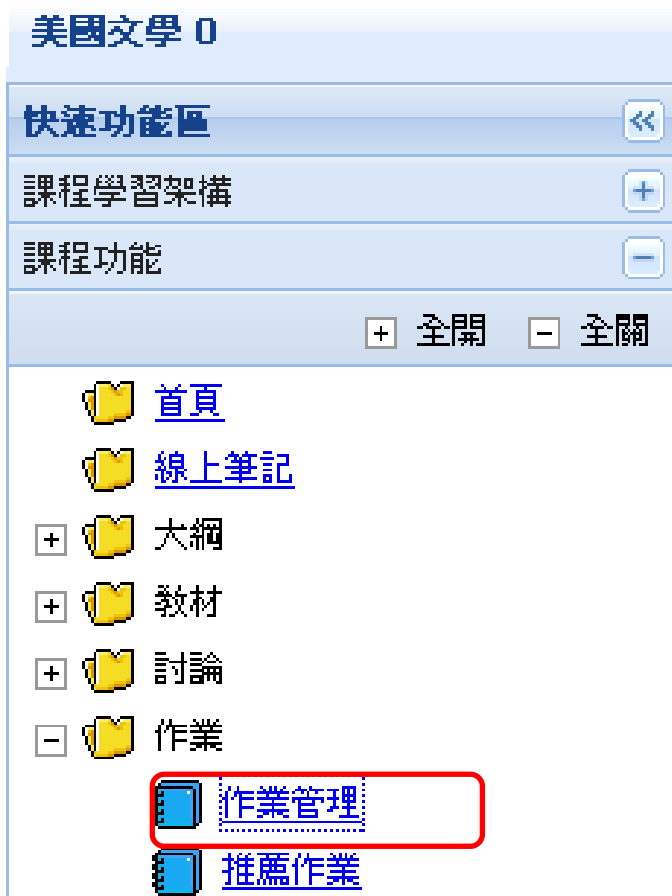 美國文學 0
快速功能區
課程學習架構
課程功能
全開 全關
首頁
線上筆記
大綱
教材
討論
作業
作業管理
推薦作業